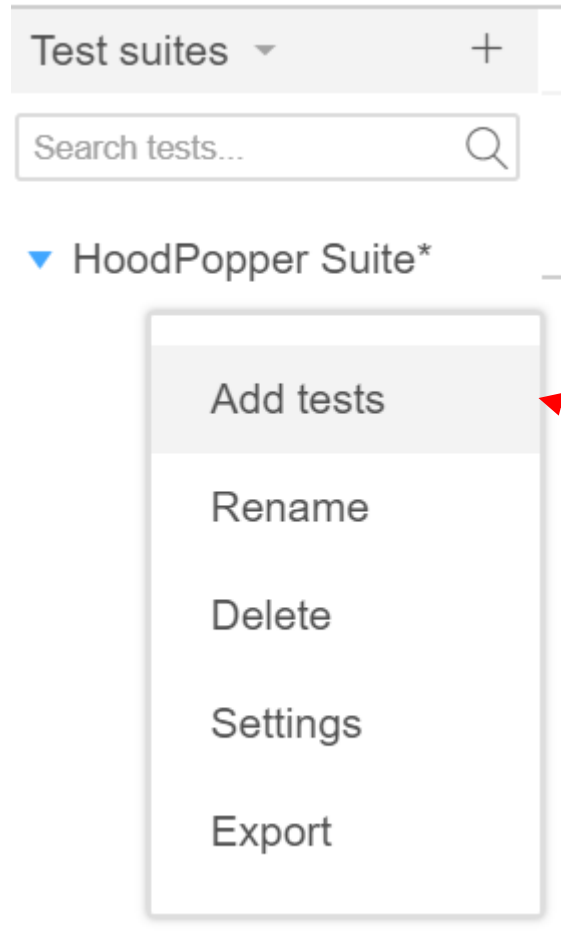 Test suites
Search tests...
HoodPopper Suite*
Add tests
Rename
Delete
Settings
Export